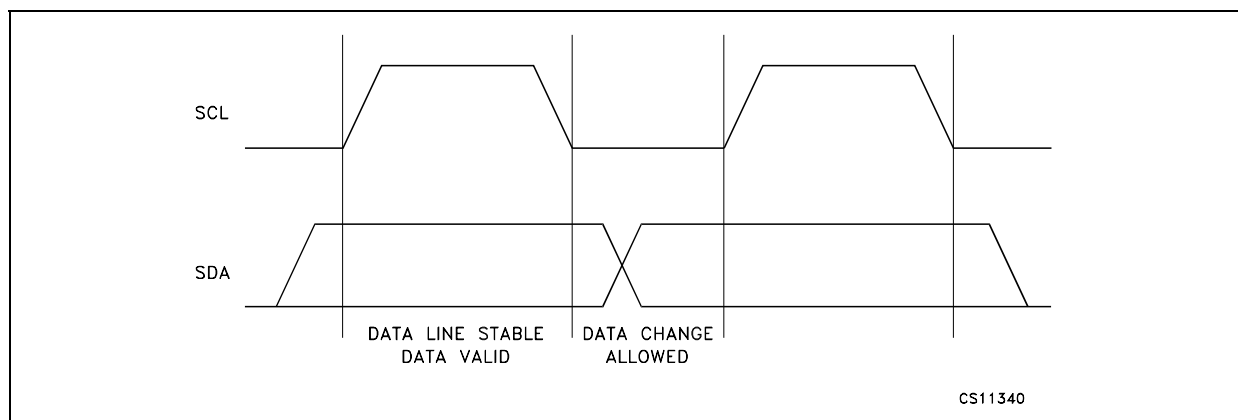 SCL
SDA
DATA LINE STABLE
DATA VALID
DATA CHANGE
ALLOWED
CS11340